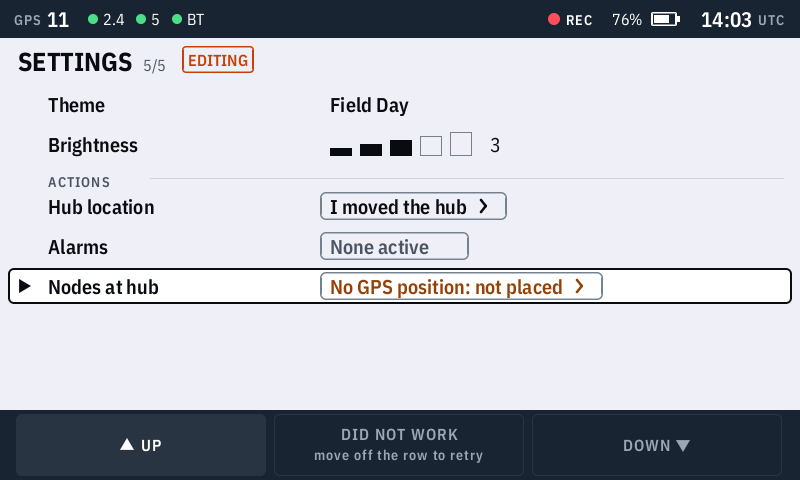 GPS 11 2.4 5 BT REC 76% 14:03 UTC
SETTINGS 5/5 EDITING
Theme Field Day
Brightness 3
ACTIONS
Hub location I moved the hub
Alarms None active
Nodes at hub No GPS position: not placed
UP DID NOT WORK DOWN
move off the row to retry